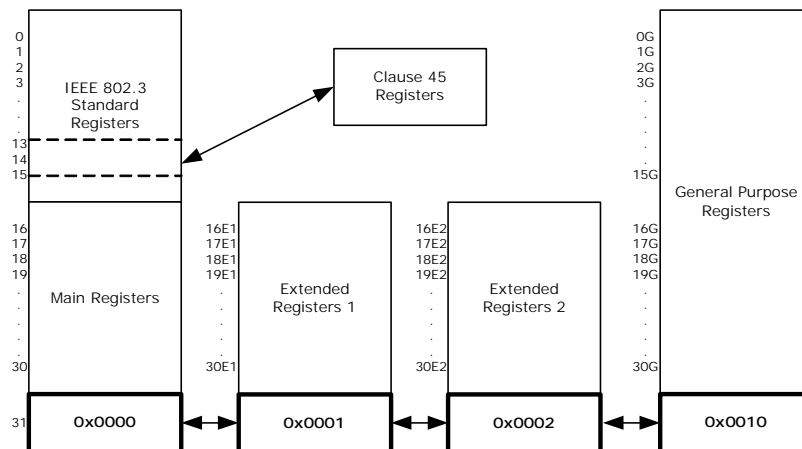 0
1
2
3
.
.
.
13
14
15
IEEE 802.3
Standard
Registers
Clause 45
Registers
0G
1G
2G
3G
.
.
.
.
.
15G
General Purpose
Registers
16
17
18
19
.
.
.
.
30
Main Registers
16E1
17E1
18E1
19E1
.
.
.
.
.
30E1
Extended
Registers 1
16E2
17E2
18E2
19E2
.
.
.
.
.
30E2
Extended
Registers 2
16G
17G
18G
19G
.
.
.
.
.
30G
31
0x0000
0x0001
0x0002
0x0010